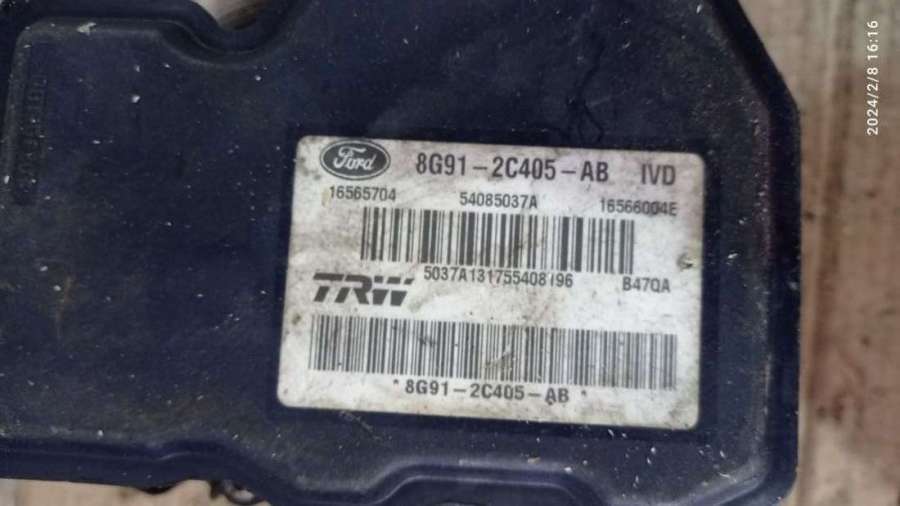 2024/2/8 16:16
Ford 8G91-2C405-AB IVD
16565704 54085037A 16566004E
5037A131755408196
TRW B47QA
*8G91-2C405-AB*